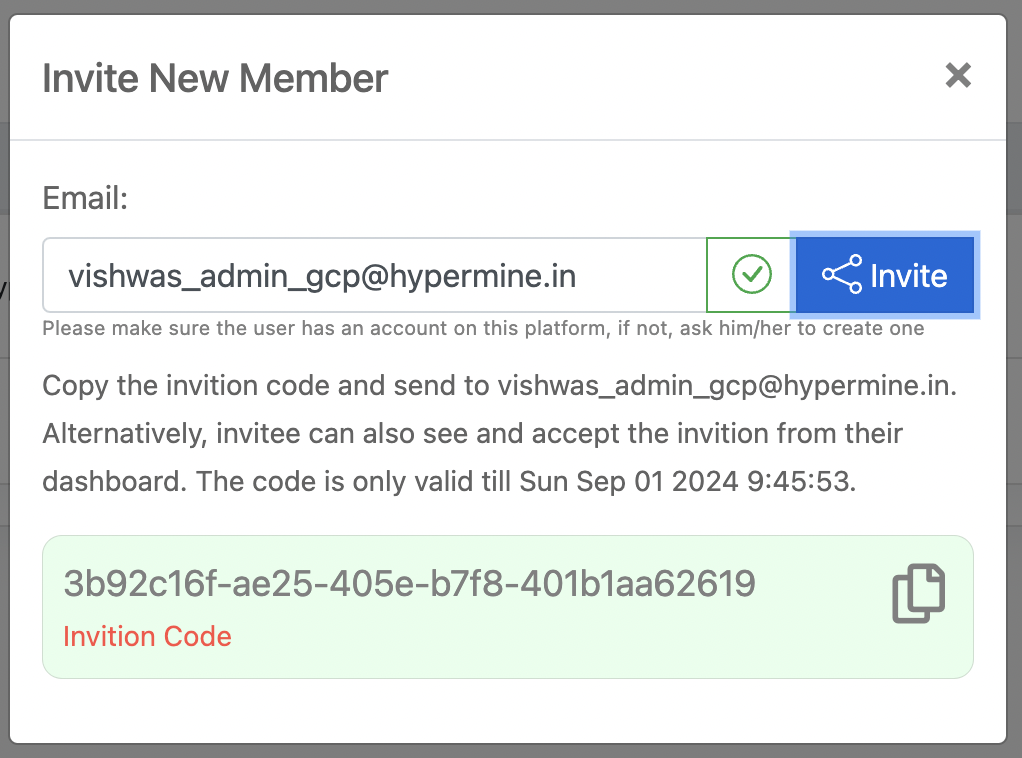 Invite New Member
Email:
vishwas_admin_gcp@hypermine.in
Invite
Please make sure the user has an account on this platform, if not, ask him/her to create one
Copy the invition code and send to vishwas_admin_gcp@hypermine.in.
Alternatively, invitee can also see and accept the invition from their
dashboard. The code is only valid till Sun Sep 01 2024 9:45:53.
3b92c16f-ae25-405e-b7f8-401b1aa62619
Invition Code